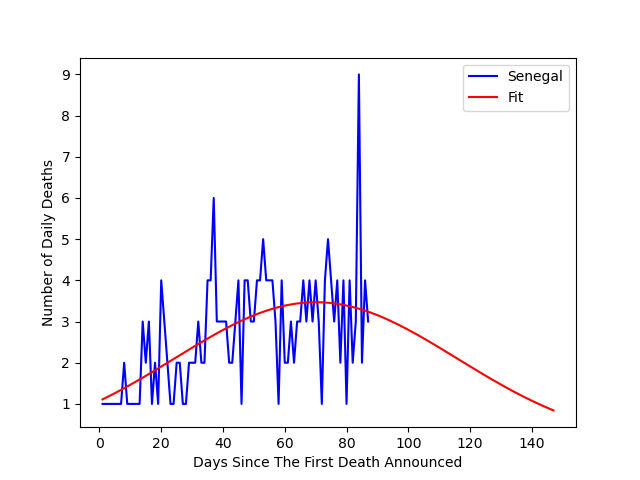 Senegal
Fit
9
8
7
6
5
4
3
2
1
Number of Daily Deaths
0 20 40 60 80 100 120 140
Days Since The First Death Announced